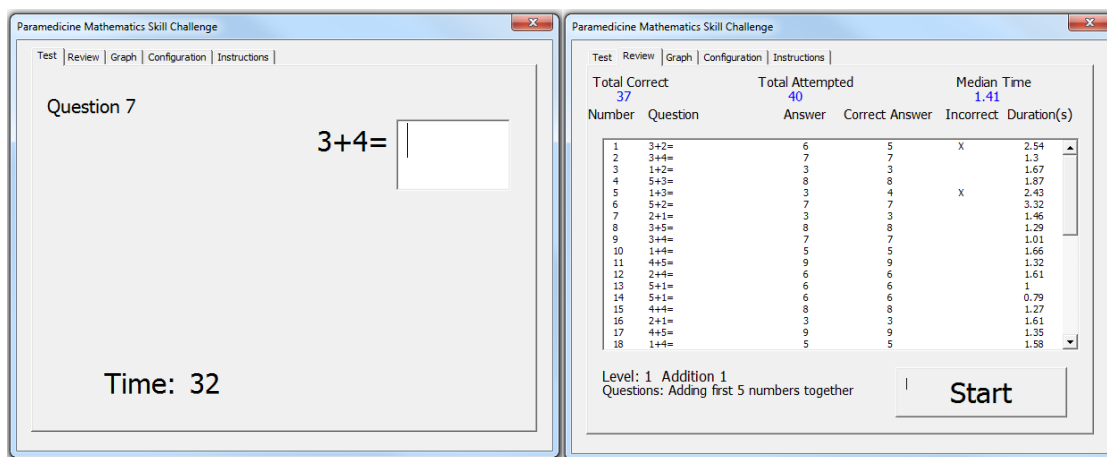 Paramedicine Mathematics Skill Challenge
Test Review Graph Configuration Instructions
Question 7
3+4=
Time: 32
Paramedicine Mathematics Skill Challenge
Test Review Graph Configuration Instructions
Total Correct Total Attempted Median Time
37 40 1.41
Number Question Answer Correct Answer Incorrect Duration(s)
1 3+2= 6 5 X 2.54
2 3+4= 7 7 1.3
3 1+2= 3 3 1.67
4 5+3= 8 8 1.87
5 1+3= 3 4 X 2.43
6 5+2= 7 7 3.32
7 2+1= 3 3 1.46
8 3+5= 8 8 1.29
9 3+4= 7 7 1.01
10 1+4= 5 5 1.66
11 4+5= 9 9 1.32
12 2+4= 6 6 1.61
13 5+1= 6 6 1
14 5+1= 6 6 0.79
15 4+4= 8 8 1.27
16 2+1= 3 3 1.61
17 4+5= 9 9 1.35
18 1+4= 5 5 1.58
Level: 1 Addition 1
Questions: Adding first 5 numbers together
Start